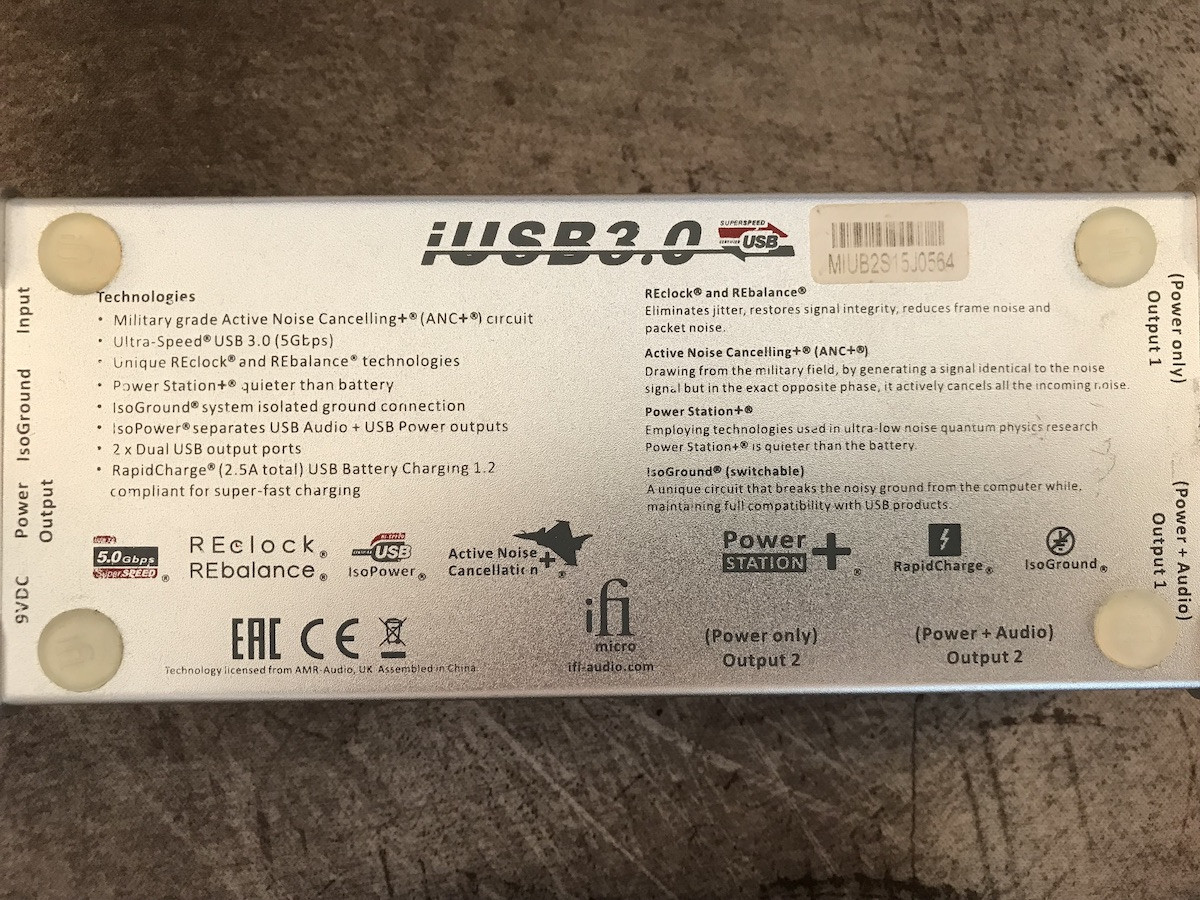 iUSB3.0
SUPERSPEED
CERTIFIED USB
MIUB2S15J0564
Technologies
• Military grade Active Noise Cancelling+® (ANC+®) circuit
• Ultra-Speed® USB 3.0 (5Gbps)
• Unique REclock® and REbalance® technologies
• Power Station+® quieter than battery
• IsoGround® system isolated ground connection
• IsoPower® separates USB Audio + USB Power outputs
• 2 x Dual USB output ports
• RapidCharge® (2.5A total) USB Battery Charging 1.2
compliant for super-fast charging
REclock® and REbalance®
Eliminates jitter, restores signal integrity, reduces frame noise and
packet noise.
Active Noise Cancelling+® (ANC+®)
Drawing from the military field, by generating a signal identical to the noise
signal but in the exact opposite phase, it actively cancels all the incoming noise.
Power Station+®
Employing technologies used in ultra-low noise quantum physics research
Power Station+® is quieter than the battery.
IsoGround® (switchable)
A unique circuit that breaks the noisy ground from the computer while,
maintaining full compatibility with USB products.
Input
IsoGround
Power
Output
9VDC
(Power only)
Output 1
(Power + Audio)
Output 1
5.0Gbps
SuperSPEED®
REclock®
REbalance®
HI-SPEED
CERTIFIED USB
IsoPower®
Active Noise
Cancellation+®
Power
STATION+®
RapidCharge®
IsoGround®
EAC CE
Technology licensed from AMR-Audio, UK. Assembled in China.
ifi
micro
ifi-audio.com
(Power only)
Output 2
(Power + Audio)
Output 2